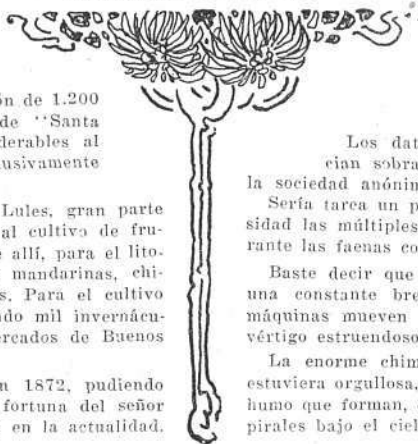 ón de 1.200
de “Santa
derables al
lusivamente
Lules, gran parte
al cultivo de fru-
e allí, para el lito-
mandarinas, chi-
s. Para el cultivo
ado mil invernácu-
ercados de Buenos
n 1872, pudiendo
fortuna del señor
en la actualidad.
Los dat
cian sobra
la sociedad anónin
Sería tarea un p
sidad las múltiples
rante las faenas co
Baste decir que
una constante bre
máquinas mueven
vértigo estruendoso
La enorme chim
estuviera orgullosa,
humo que forman,
pirales bajo el ciel